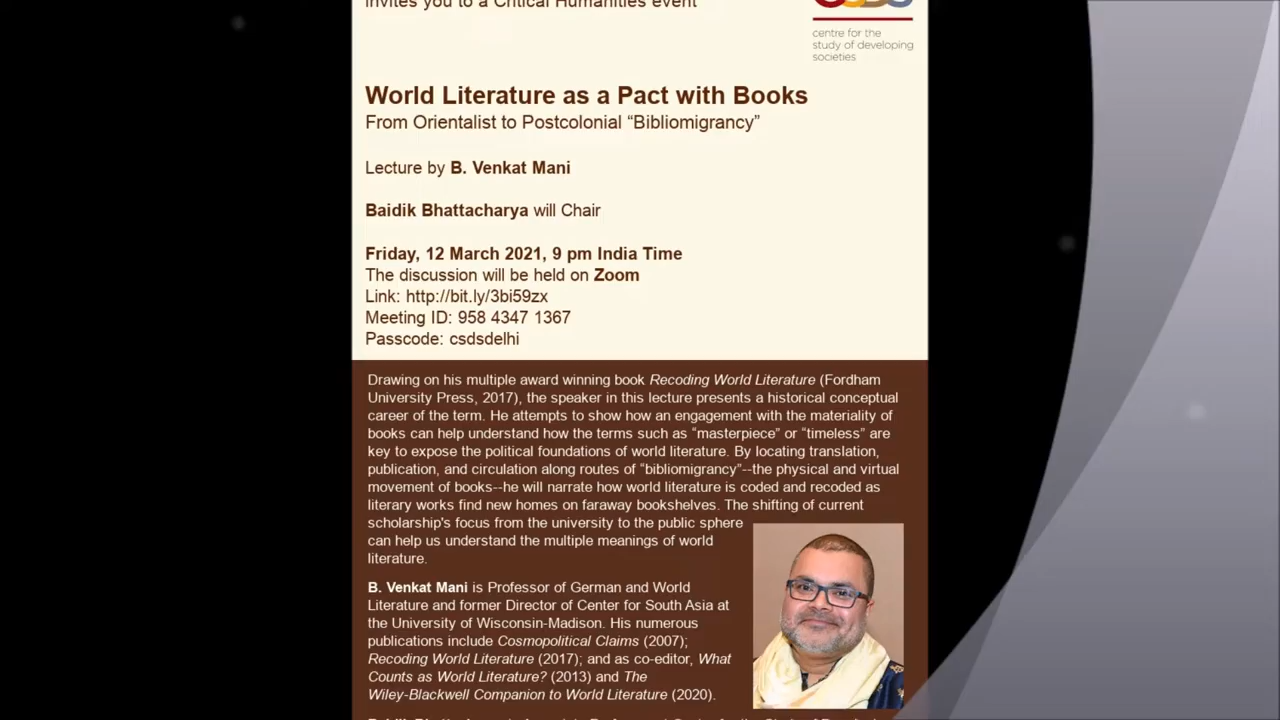 invites you to a Critical Humanities event
centre for the
study of developing
societies
World Literature as a Pact with Books
From Orientalist to Postcolonial “Bibliomigrancy”
Lecture by B. Venkat Mani
Baidik Bhattacharya will Chair
Friday, 12 March 2021, 9 pm India Time
The discussion will be held on Zoom
Link: http://bit.ly/3bi59zx
Meeting ID: 958 4347 1367
Passcode: csdsdelhi
Drawing on his multiple award winning book Recoding World Literature (Fordham
University Press, 2017), the speaker in this lecture presents a historical conceptual
career of the term. He attempts to show how an engagement with the materiality of
books can help understand how the terms such as “masterpiece” or “timeless” are
key to expose the political foundations of world literature. By locating translation,
publication, and circulation along routes of “bibliomigrancy”--the physical and virtual
movement of books--he will narrate how world literature is coded and recoded as
literary works find new homes on faraway bookshelves. The shifting of current
scholarship's focus from the university to the public sphere
can help us understand the multiple meanings of world
literature.
B. Venkat Mani is Professor of German and World
Literature and former Director of Center for South Asia at
the University of Wisconsin-Madison. His numerous
publications include Cosmopolitical Claims (2007);
Recoding World Literature (2017); and as co-editor, What
Counts as World Literature? (2013) and The
Wiley-Blackwell Companion to World Literature (2020).